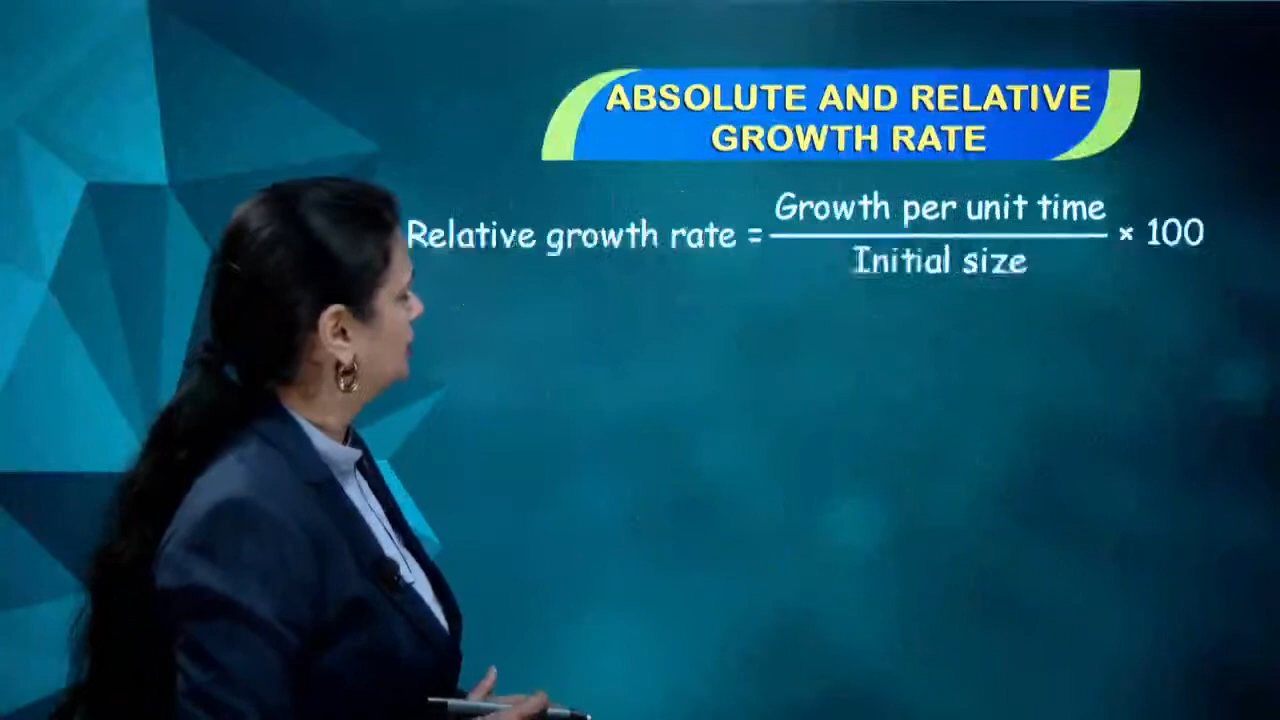 ABSOLUTE AND RELATIVE
GROWTH RATE
Relative growth rate = Growth per unit time / Initial size × 100